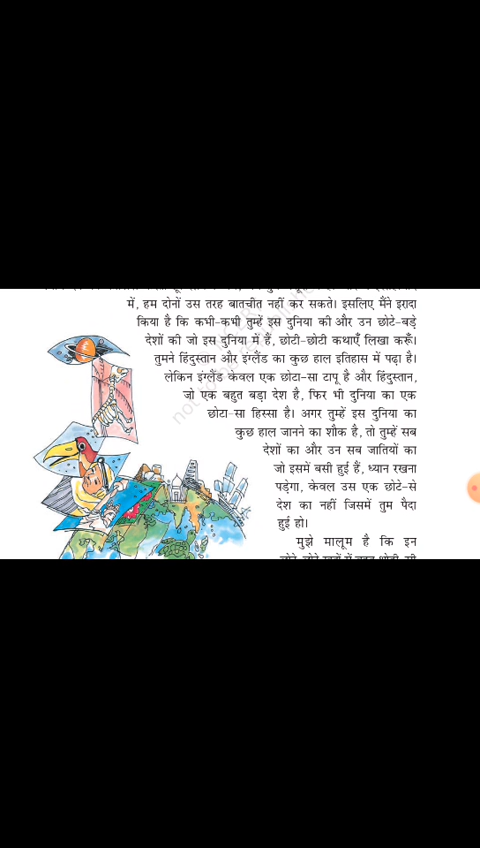 में, हम दोनों उस तरह बातचीत नहीं कर सकते। इसलिए मैंने इरादा
किया है कि कभी-कभी तुम्हें इस दुनिया की और उन छोटे-बड़े
देशों की जो इस दुनिया में हैं, छोटी-छोटी कथाएँ लिखा करूँ।
तुमने हिंदुस्तान और इंग्लैंड का कुछ हाल इतिहास में पढ़ा है।
लेकिन इंग्लैंड केवल एक छोटा-सा टापू है और हिंदुस्तान,
जो एक बहुत बड़ा देश है, फिर भी दुनिया का एक
छोटा-सा हिस्सा है। अगर तुम्हें इस दुनिया का
कुछ हाल जानने का शौक है, तो तुम्हें सब
देशों का और उन सब जातियों का
जो इसमें बसी हुई हैं, ध्यान रखना
पड़ेगा, केवल उस एक छोटे-से
देश का नहीं जिसमें तुम पैदा
हुई हो।
मुझे मालूम है कि इन